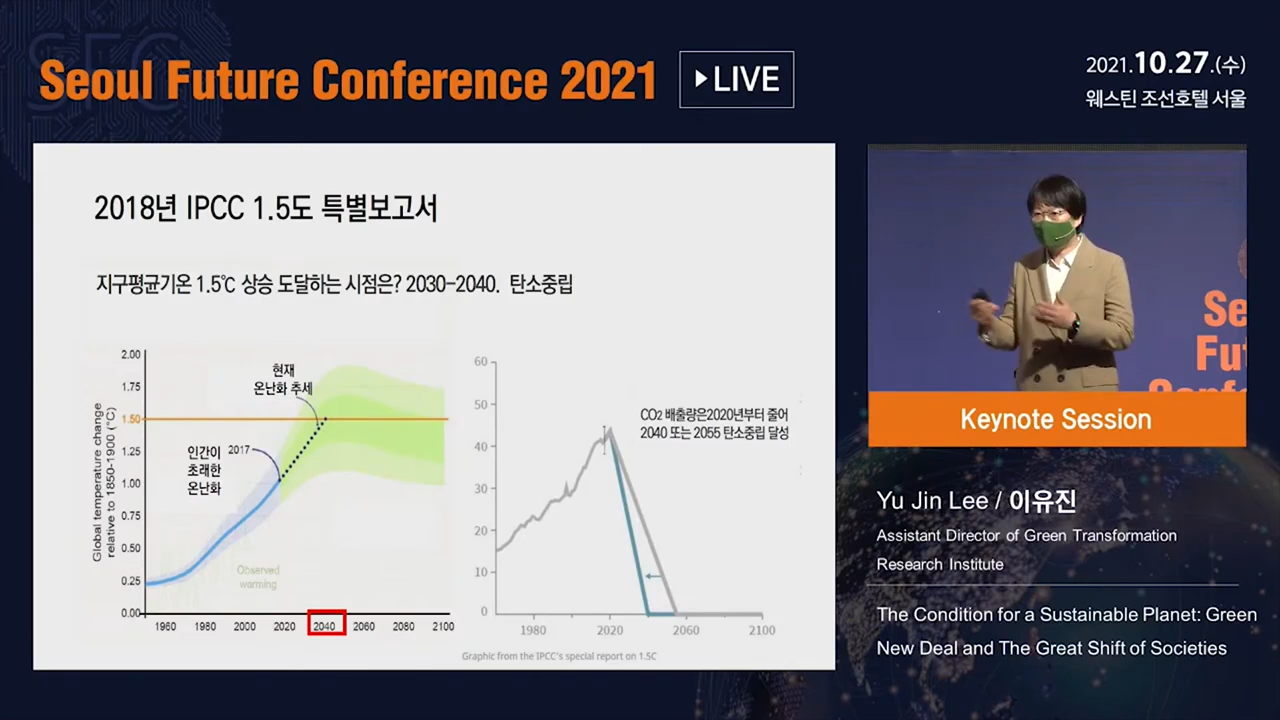 Seoul Future Conference 2021
LIVE
2021.10.27.(수)
웨스틴 조선호텔 서울
2018년 IPCC 1.5도 특별보고서
지구평균기온 1.5℃ 상승 도달하는 시점은? 2030-2040. 탄소중립
Global temperature change
relative to 1850-1900 (°C)
2.00
1.75
1.50
1.25
1.00
0.75
0.50
0.25
0.00
현재
온난화 추세
2017
인간이
초래한
온난화
Observed
warming
1960 1980 2000 2020 2040 2060 2080 2100
60
50
40
30
20
10
0
CO2 배출량은2020년부터 줄어
2040 또는 2055 탄소중립 달성
1980 2020 2060 2100
Graphic from the IPCC's special report on 1.5C
Se
Fut
Confe
Keynote Session
Yu Jin Lee / 이유진
Assistant Director of Green Transformation
Research Institute
The Condition for a Sustainable Planet: Green
New Deal and The Great Shift of Societies